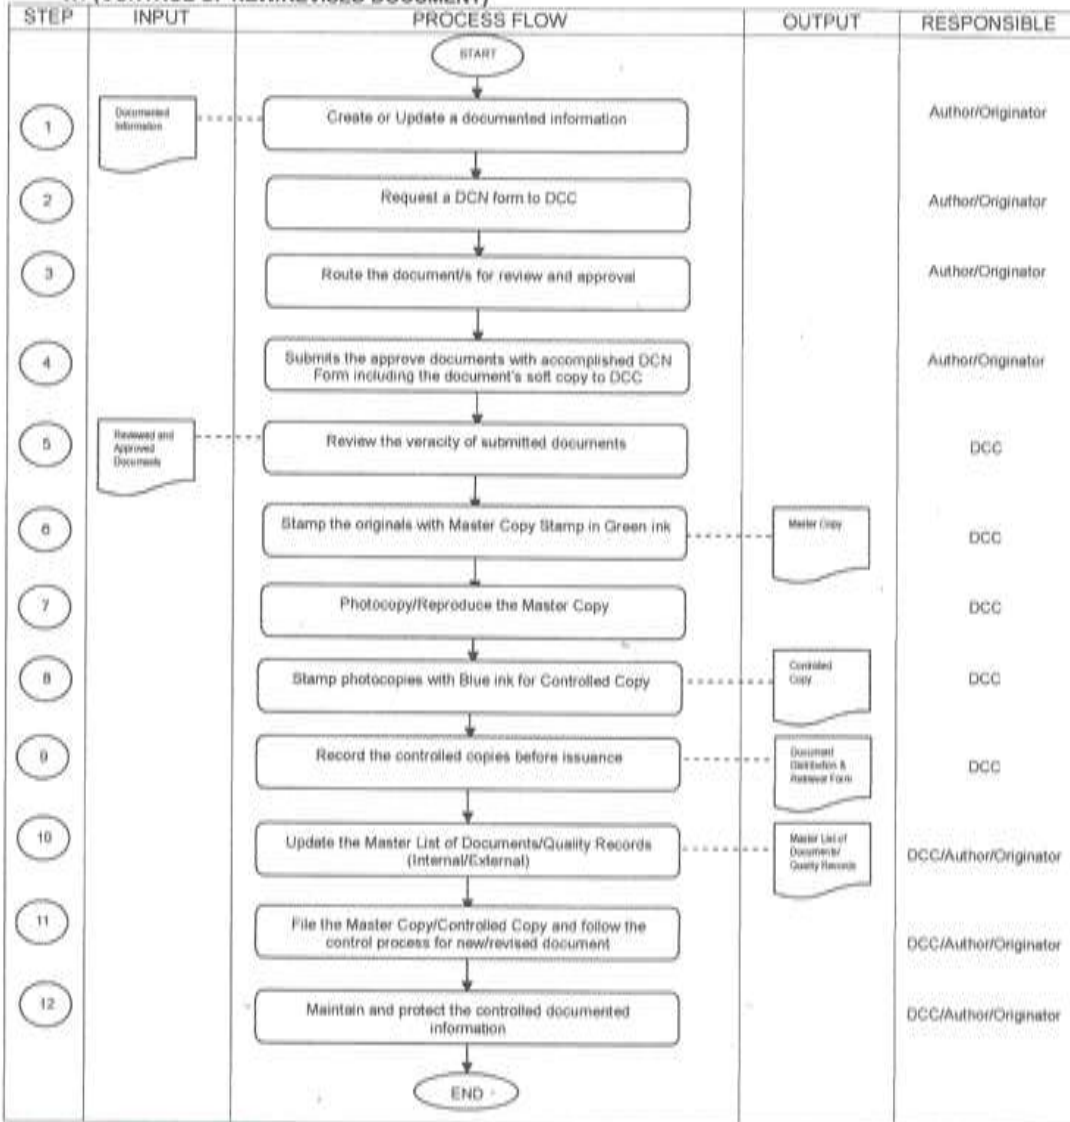 (CONTROL OF NEW/REVISED DOCUMENT)
STEP INPUT PROCESS FLOW OUTPUT RESPONSIBLE
START
1
Documented
Information
Create or Update a documented information
Author/Originator
2
Request a DCN form to DCC
Author/Originator
3
Route the document/s for review and approval
Author/Originator
4
Submits the approve documents with accomplished DCN
Form including the document's soft copy to DCC
Author/Originator
5
Reviewed and
Approved
Documents
Review the veracity of submitted documents
DCC
6
Stamp the originals with Master Copy Stamp in Green ink
Master Copy
DCC
7
Photocopy/Reproduce the Master Copy
DCC
8
Stamp photocopies with Blue ink for Controlled Copy
Controlled
Copy
DCC
9
Record the controlled copies before issuance
Document
Distribution &
Retrieval Form
DCC
10
Update the Master List of Documents/Quality Records
(Internal/External)
Master List of
Documents/
Quality Records
DCC/Author/Originator
11
File the Master Copy/Controlled Copy and follow the
control process for new/revised document
DCC/Author/Originator
12
Maintain and protect the controlled documented
information
DCC/Author/Originator
END